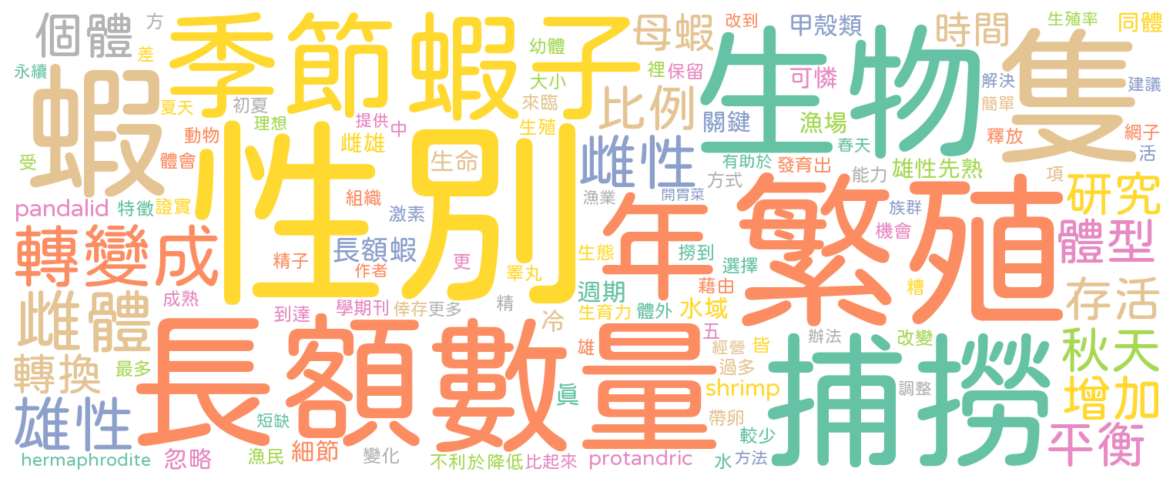 個體
方
差
永續
季節
蝦子
幼體
大小
來臨
母蝦
改到
裡
保留
甲殼類
可憐
時間
生殖率
同體
隻
解決
建議
簡單
釋放
網子
活
蝦
夏天
初夏
理想
提供
中
動物
受
體會
雌雄
生殖
比例
生物
關鍵
漁場
春天
性別
生命
雌性
有助於
發育出
雄性先熟
方式
能力
項
漁業
開胃菜
族群
機會
研究
體型
pandalid
特徵
證實
組織
激素
轉變成
長額蝦
作者
精子
更
睪丸
年
生態
撈到
選擇
藉由
繁殖
糟
存活
雌體
成熟
到達
學期刊
倖存
更多
精
冷
週期
生育力
體外
水域
五
辦法
改變
秋天
轉換
最多
長額
數量
雄
經營
皆
過多
shrimp
捕撈
調整
增加
雄性
短缺
真
帶卵
較少
平衡
hermaphrodite
忽略
漁民
細節
變化
不利於
降低
比起來
protandric
水
方法